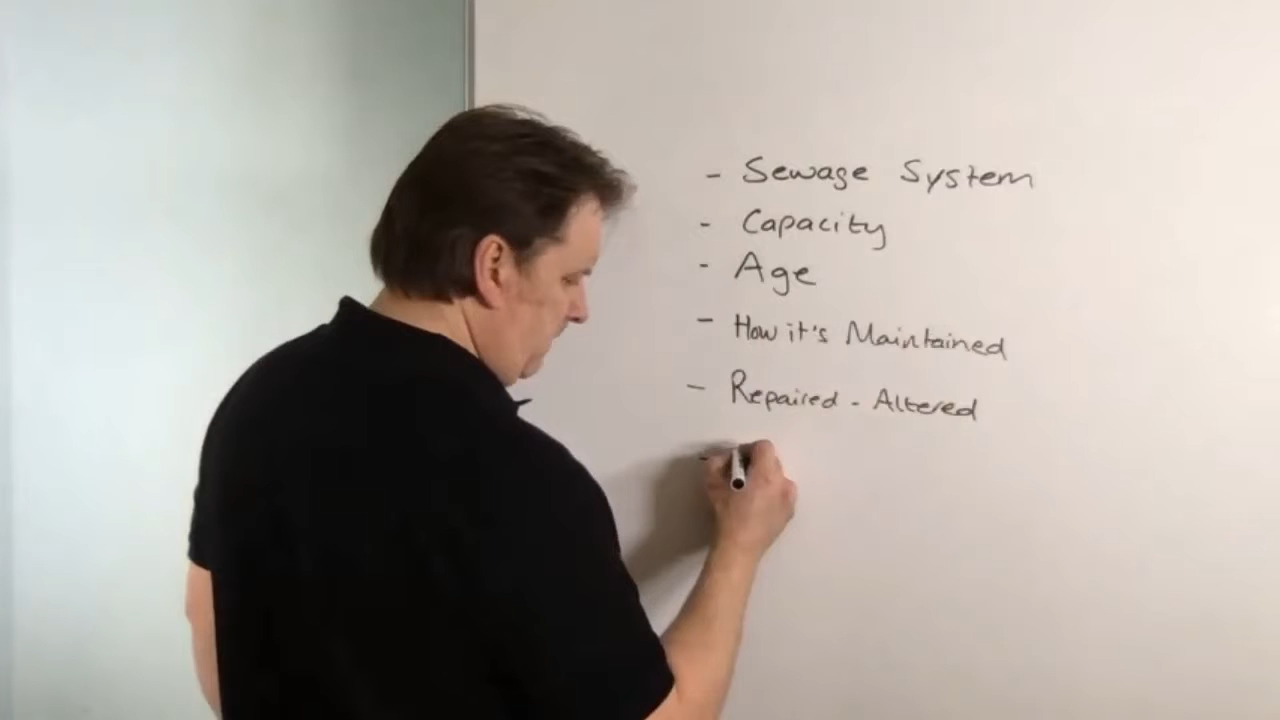 - Sewage System
- Capacity
- Age
- How it's Maintained
- Repaired - Altered
-